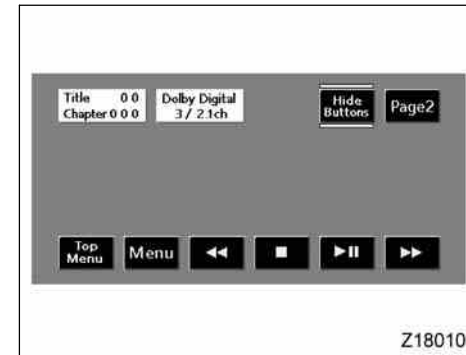 Title 0 0
Chapter 0 0 0
Dolby Digital
3 / 2.1ch
Hide
Buttons
Page2
Top
Menu
Menu
Z18010